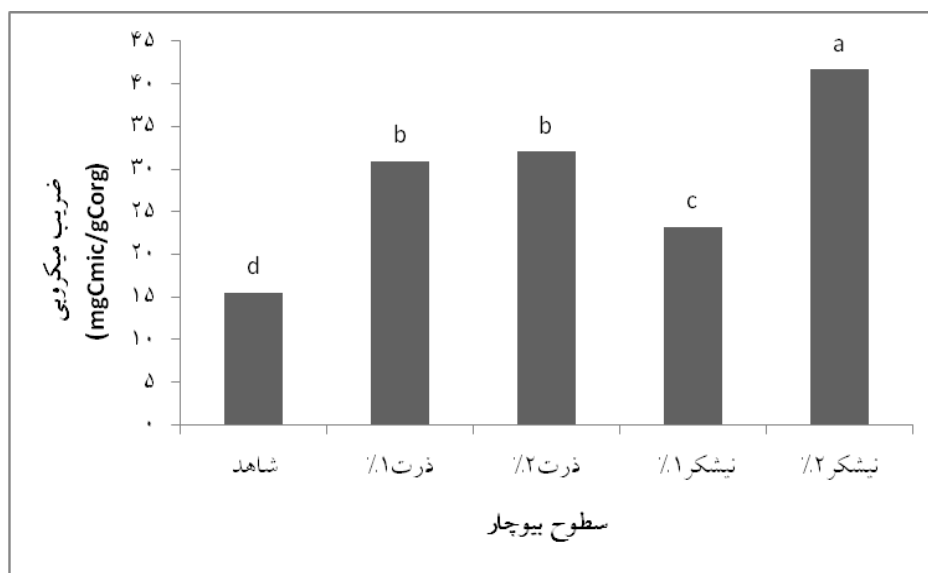 ضریب میکروبی
(mgCmic/gCorg)
۴۵
۴۰
۳۵
۳۰
۲۵
۲۰
۱۵
۱۰
۵
۰
d
b
b
c
a
شاهد
ذرت۱٪
ذرت۲٪
نیشکر۱٪
نیشکر۲٪
سطوح بیوچار